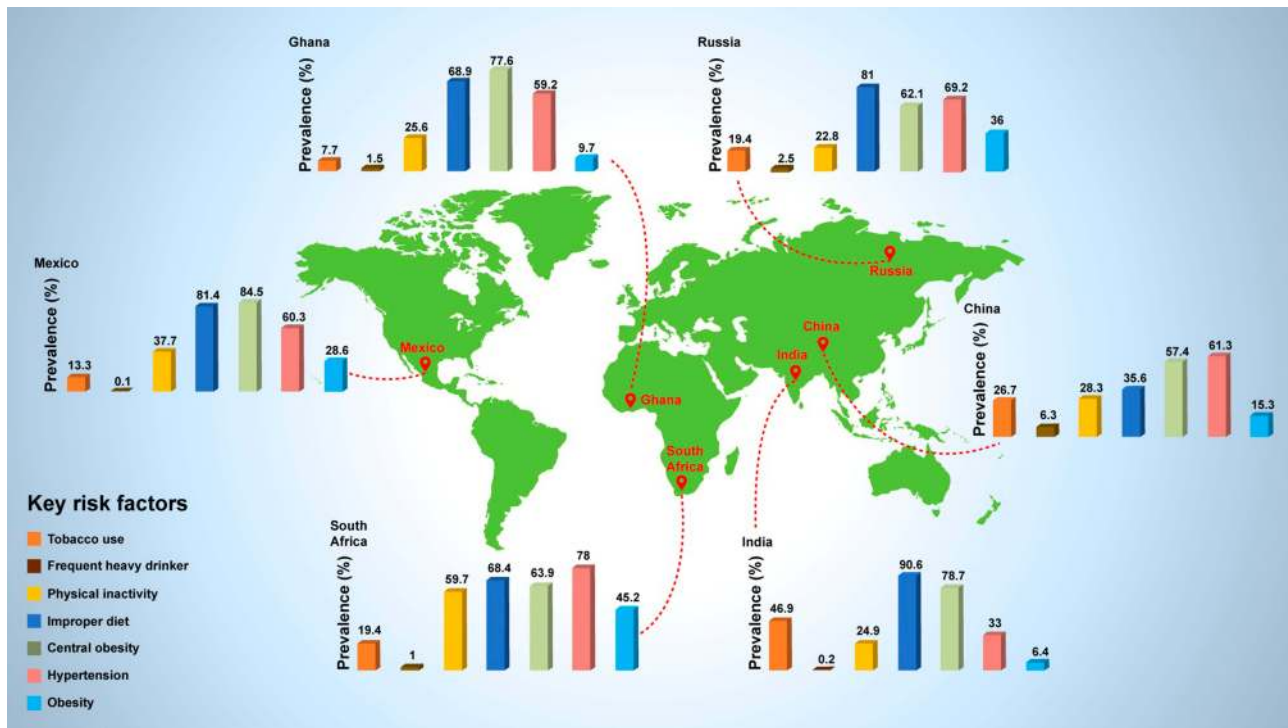 Ghana
Prevalence (%)
7.7
1.5
25.6
68.9
77.6
59.2
9.7
Russia
Prevalence (%)
19.4
2.5
22.8
81
62.1
69.2
36
Mexico
Prevalence (%)
13.3
0.1
37.7
81.4
84.5
60.3
28.6
Russia
China
India
Mexico
Ghana
South
Africa
China
Prevalence (%)
26.7
6.3
28.3
35.6
57.4
61.3
15.3
Key risk factors
Tobacco use
Frequent heavy drinker
Physical inactivity
Improper diet
Central obesity
Hypertension
Obesity
South
Africa
Prevalence (%)
19.4
1
59.7
68.4
63.9
78
45.2
India
Prevalence (%)
46.9
0.2
24.9
90.6
78.7
33
6.4